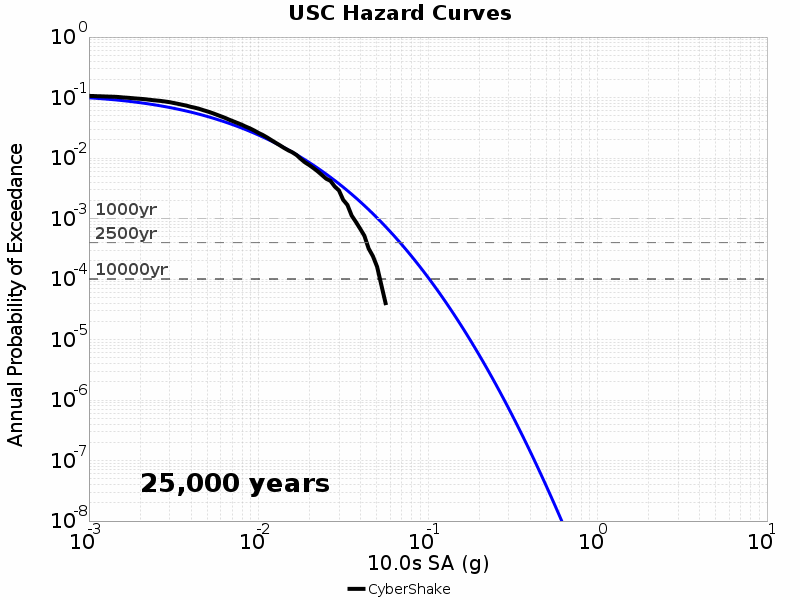 USC Hazard Curves
Annual Probability of Exceedance
10^0
10^-1
10^-2
10^-3
10^-4
10^-5
10^-6
10^-7
10^-8
1000yr
2500yr
10000yr
25,000 years
10^-3 10^-2 10^-1 10^0 10^1
10.0s SA (g)
CyberShake